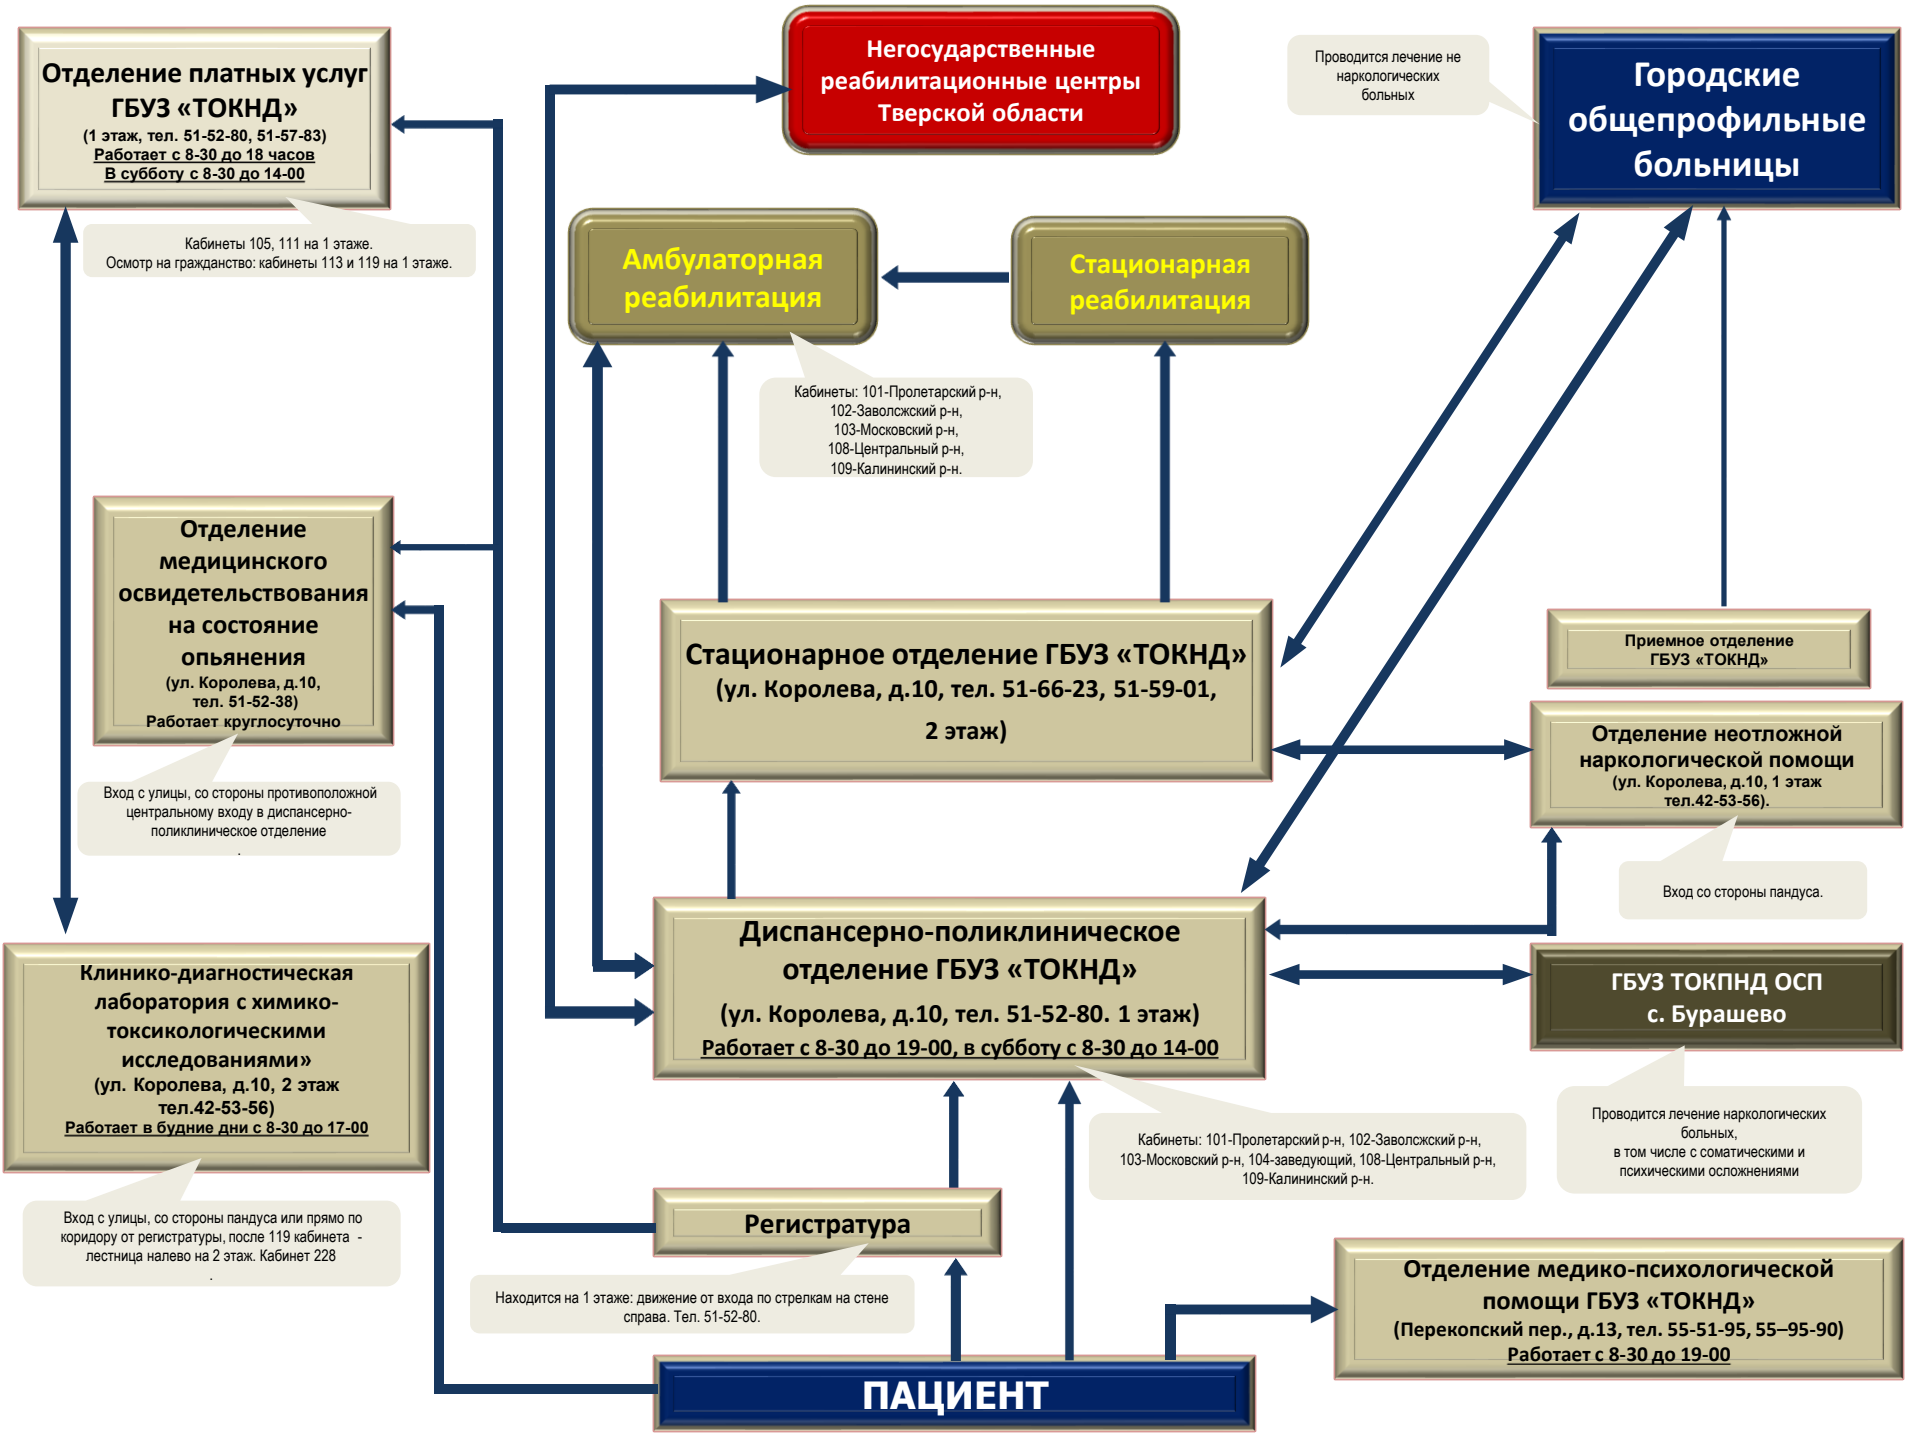 Негосударственные
реабилитационные центры
Тверской области
Проводится лечение не
наркологических
больных
Городские
общепрофильные
больницы
Отделение платных услуг
ГБУЗ «ТОКНД»
(1 этаж, тел. 51-52-80, 51-57-83)
Работает с 8-30 до 18 часов
В субботу с 8-30 до 14-00
Кабинеты 105, 111 на 1 этаже.
Осмотр на гражданство: кабинеты 113 и 119 на 1 этаже.
Амбулаторная
реабилитация
Стационарная
реабилитация
Кабинеты: 101-Пролетарский р-н,
102-Заволсжский р-н,
103-Московский р-н,
108-Центральный р-н,
109-Калининский р-н.
Отделение
медицинского
освидетельствования
на состояние
опьянения
(ул. Королева, д.10,
тел. 51-52-38)
Работает круглосуточно
Вход с улицы, со стороны противоположной
центральному входу в диспансерно-
поликлиническое отделение
.
Стационарное отделение ГБУЗ «ТОКНД»
(ул. Королева, д.10, тел. 51-66-23, 51-59-01,
2 этаж)
Приемное отделение
ГБУЗ «ТОКНД»
Отделение неотложной
наркологической помощи
(ул. Королева, д.10, 1 этаж
тел.42-53-56).
Вход со стороны пандуса.
Клинико-диагностическая
лаборатория с химико-
токсикологическими
исследованиями»
(ул. Королева, д.10, 2 этаж
тел.42-53-56)
Работает в будние дни с 8-30 до 17-00
Вход с улицы, со стороны пандуса или прямо по
коридору от регистратуры, после 119 кабинета -
лестница налево на 2 этаж. Кабинет 228
.
Диспансерно-поликлиническое
отделение ГБУЗ «ТОКНД»
(ул. Королева, д.10, тел. 51-52-80. 1 этаж)
Работает с 8-30 до 19-00, в субботу с 8-30 до 14-00
ГБУЗ ТОКПНД ОСП
с. Бурашево
Проводится лечение наркологических
больных,
в том числе с соматическими и
психическими осложнениями
Кабинеты: 101-Пролетарский р-н, 102-Заволсжский р-н,
103-Московский р-н, 104-заведующий, 108-Центральный р-н,
109-Калининский р-н.
Регистратура
Находится на 1 этаже: движение от входа по стрелкам на стене
справа. Тел. 51-52-80.
Отделение медико-психологической
помощи ГБУЗ «ТОКНД»
(Перекопский пер., д.13, тел. 55-51-95, 55–95-90)
Работает с 8-30 до 19-00
ПАЦИЕНТ